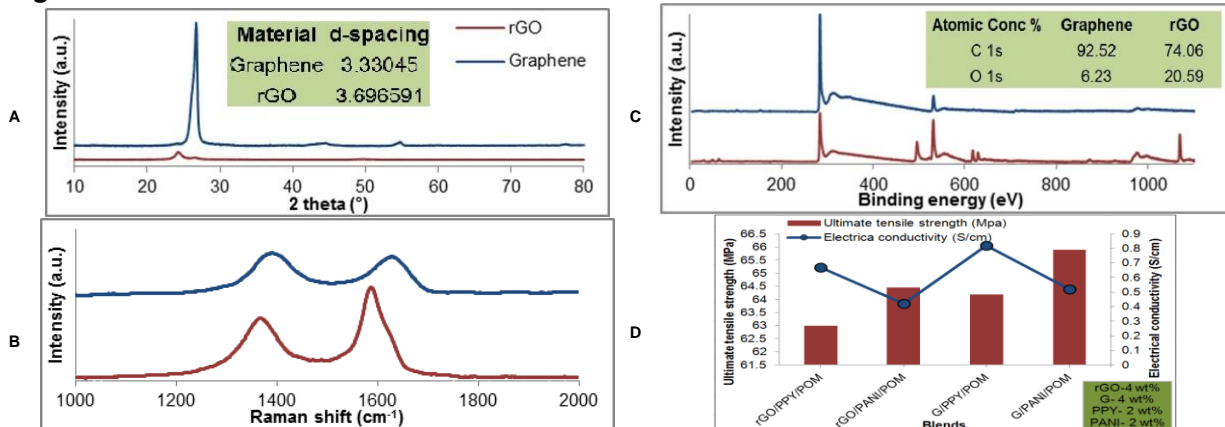 A
Intensity (a.u.)
Material d-spacing
Graphene 3.33045
rGO 3.696591
rGO
Graphene
10 20 30 40 50 60 70 80
2 theta (°)
B
Intensity (a.u.)
1000 1200 1400 1600 1800 2000
Raman shift (cm-1)
C
Intensity (a.u.)
Atomic Conc % Graphene rGO
C 1s 92.52 74.06
O 1s 6.23 20.59
0 200 400 600 800 1000
Binding energy (eV)
D
Ultimate tensile strength (Mpa)
Electrica conductivity (S/cm)
Ultimate tensile strength (MPa)
66.5
66
65.5
65
64.5
64
63.5
63
62.5
62
61.5
0.9
0.8
0.7
0.6
0.5
0.4
0.3
0.2
0.1
0
Electrical conductivity (S/cm)
rGO/PPY/POM
rGO/PANI/POM
G/PPY/POM
G/PANI/POM
Blends
rGO-4 wt%
G- 4 wt%
PPY- 2 wt%
PANI- 2 wt%